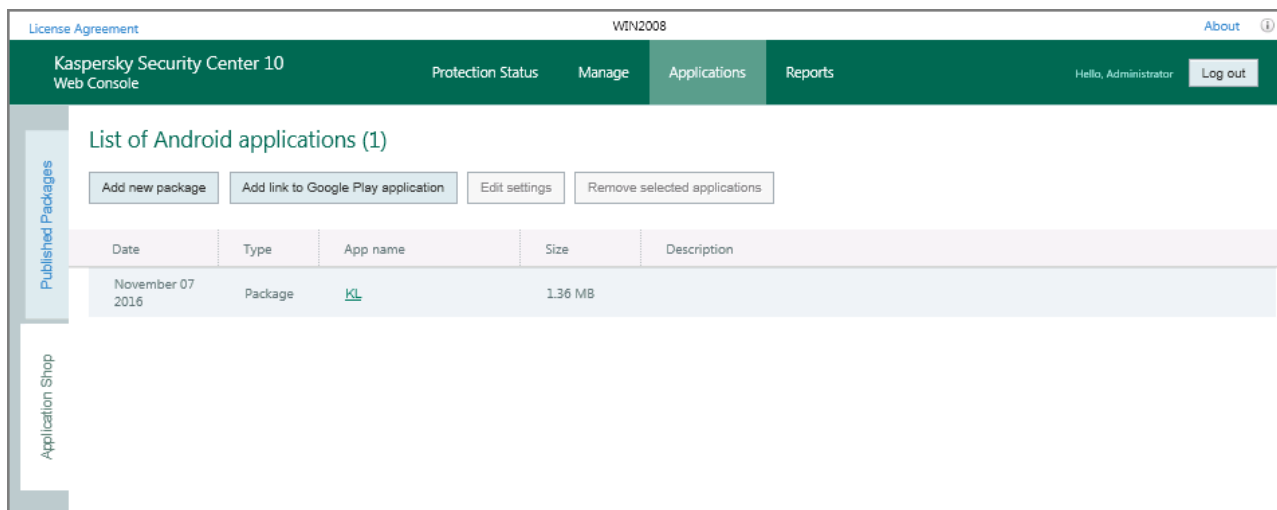 License Agreement WIN2008 About
Kaspersky Security Center 10
Web Console
Protection Status Manage Applications Reports Hello, Administrator Log out
Published Packages
Application Shop
List of Android applications (1)
Add new package Add link to Google Play application Edit settings Remove selected applications
Date Type App name Size Description
November 07
2016 Package KL 1.36 MB